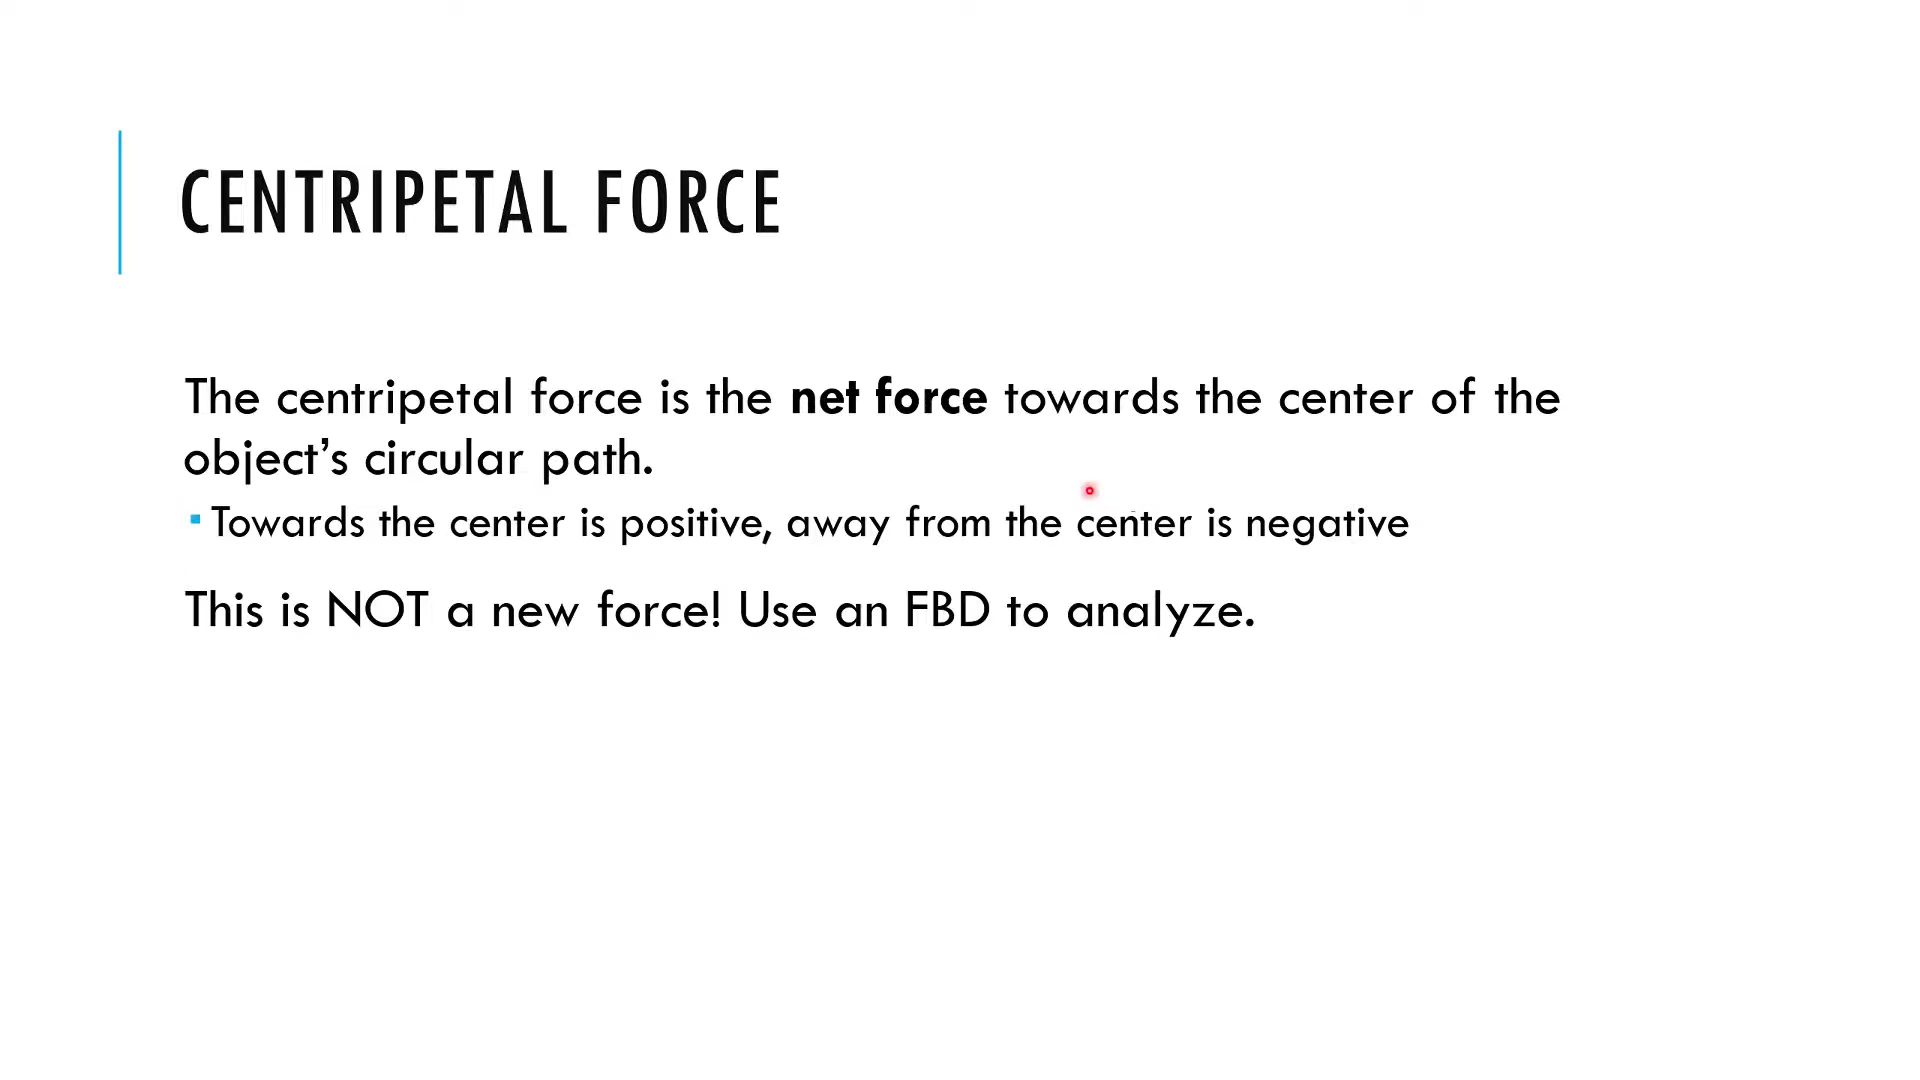 CENTRIPETAL FORCE
The centripetal force is the net force towards the center of the
object’s circular path.
Towards the center is positive, away from the center is negative
This is NOT a new force! Use an FBD to analyze.